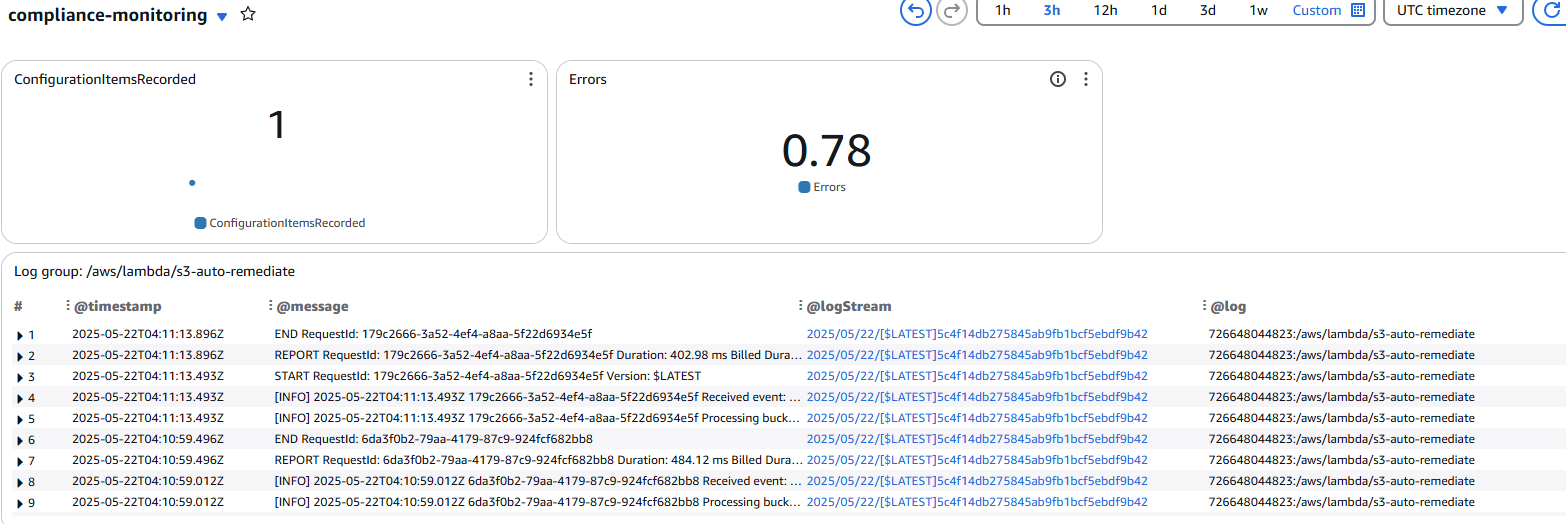 compliance-monitoring
1h 3h 12h 1d 3d 1w Custom UTC timezone
ConfigurationItemsRecorded
1
ConfigurationItemsRecorded
Errors
0.78
Errors
Log group: /aws/lambda/s3-auto-remediate
# @timestamp @message @logStream @log
1 2025-05-22T04:11:13.896Z END RequestId: 179c2666-3a52-4ef4-a8aa-5f22d6934e5f 2025/05/22/[$LATEST]5c4f14db275845ab9fb1bcf5ebdf9b42 726648044823:/aws/lambda/s3-auto-remediate
2 2025-05-22T04:11:13.896Z REPORT RequestId: 179c2666-3a52-4ef4-a8aa-5f22d6934e5f Duration: 402.98 ms Billed Dura... 2025/05/22/[$LATEST]5c4f14db275845ab9fb1bcf5ebdf9b42 726648044823:/aws/lambda/s3-auto-remediate
3 2025-05-22T04:11:13.493Z START RequestId: 179c2666-3a52-4ef4-a8aa-5f22d6934e5f Version: $LATEST 2025/05/22/[$LATEST]5c4f14db275845ab9fb1bcf5ebdf9b42 726648044823:/aws/lambda/s3-auto-remediate
4 2025-05-22T04:11:13.493Z [INFO] 2025-05-22T04:11:13.493Z 179c2666-3a52-4ef4-a8aa-5f22d6934e5f Received event: ... 2025/05/22/[$LATEST]5c4f14db275845ab9fb1bcf5ebdf9b42 726648044823:/aws/lambda/s3-auto-remediate
5 2025-05-22T04:11:13.493Z [INFO] 2025-05-22T04:11:13.493Z 179c2666-3a52-4ef4-a8aa-5f22d6934e5f Processing buck... 2025/05/22/[$LATEST]5c4f14db275845ab9fb1bcf5ebdf9b42 726648044823:/aws/lambda/s3-auto-remediate
6 2025-05-22T04:10:59.496Z END RequestId: 6da3f0b2-79aa-4179-87c9-924fcf682bb8 2025/05/22/[$LATEST]5c4f14db275845ab9fb1bcf5ebdf9b42 726648044823:/aws/lambda/s3-auto-remediate
7 2025-05-22T04:10:59.496Z REPORT RequestId: 6da3f0b2-79aa-4179-87c9-924fcf682bb8 Duration: 484.12 ms Billed Dura... 2025/05/22/[$LATEST]5c4f14db275845ab9fb1bcf5ebdf9b42 726648044823:/aws/lambda/s3-auto-remediate
8 2025-05-22T04:10:59.012Z [INFO] 2025-05-22T04:10:59.012Z 6da3f0b2-79aa-4179-87c9-924fcf682bb8 Received event: ... 2025/05/22/[$LATEST]5c4f14db275845ab9fb1bcf5ebdf9b42 726648044823:/aws/lambda/s3-auto-remediate
9 2025-05-22T04:10:59.012Z [INFO] 2025-05-22T04:10:59.012Z 6da3f0b2-79aa-4179-87c9-924fcf682bb8 Processing buck... 2025/05/22/[$LATEST]5c4f14db275845ab9fb1bcf5ebdf9b42 726648044823:/aws/lambda/s3-auto-remediate